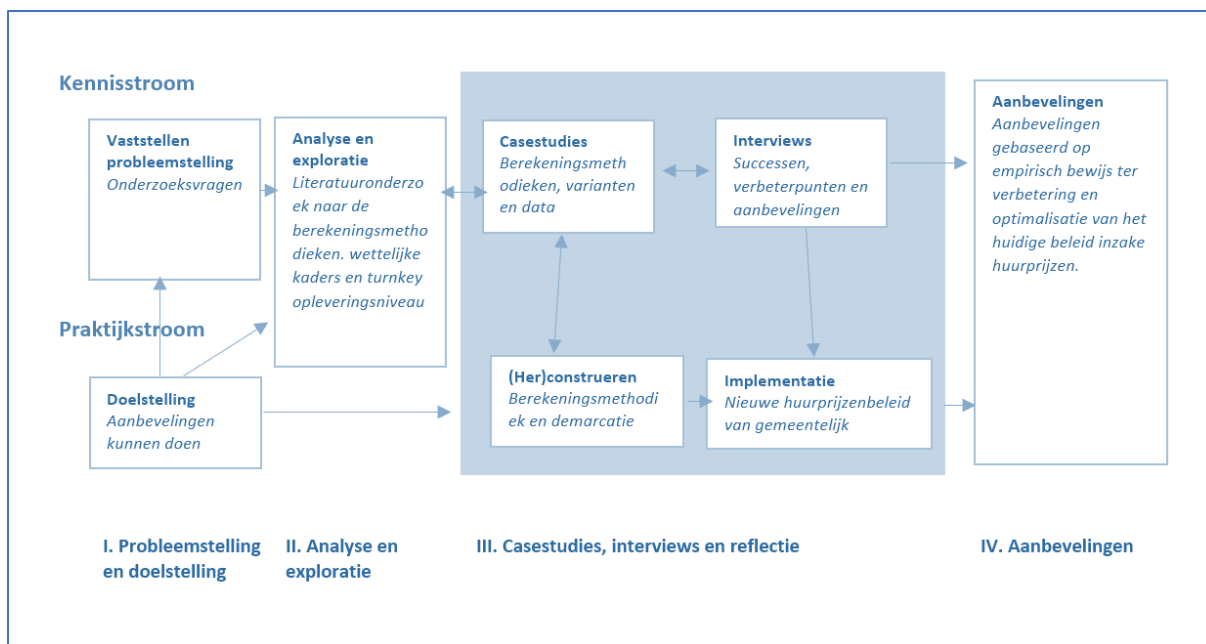 Kennisstroom
Vaststellen
probleemstelling
Onderzoeksvragen
Analyse en
exploratie
Literatuuronderzo
ek naar de
berekeningsmetho
dieken. wettelijke
kaders en turnkey
opleveringsniveau
Casestudies
Berekeningsmeth
odieken, varianten
en data
Interviews
Successen,
verbeterpunten en
aanbevelingen
Aanbevelingen
Aanbevelingen
gebaseerd op
empirisch bewijs ter
verbetering en
optimalisatie van het
huidige beleid inzake
huurprijzen.
Praktijkstroom
Doelstelling
Aanbevelingen
kunnen doen
(Her)construeren
Berekeningsmethodi
ek en demarcatie
Implementatie
Nieuwe huurprijzenbeleid
van gemeentelijk
I. Probleemstelling
en doelstelling
II. Analyse en
exploratie
III. Casestudies, interviews en reflectie
IV. Aanbevelingen